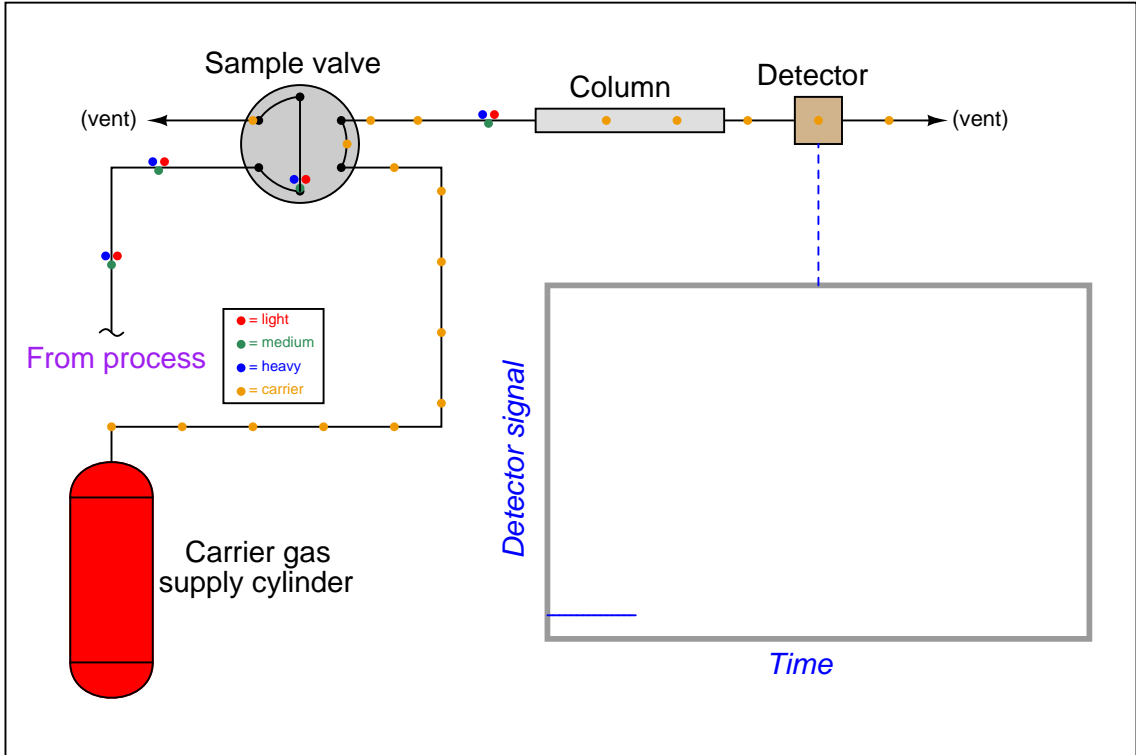 Sample valve
Column
Detector
(vent)
(vent)
= light
= medium
= heavy
= carrier
From process
Detector signal
Carrier gas
supply cylinder
Time